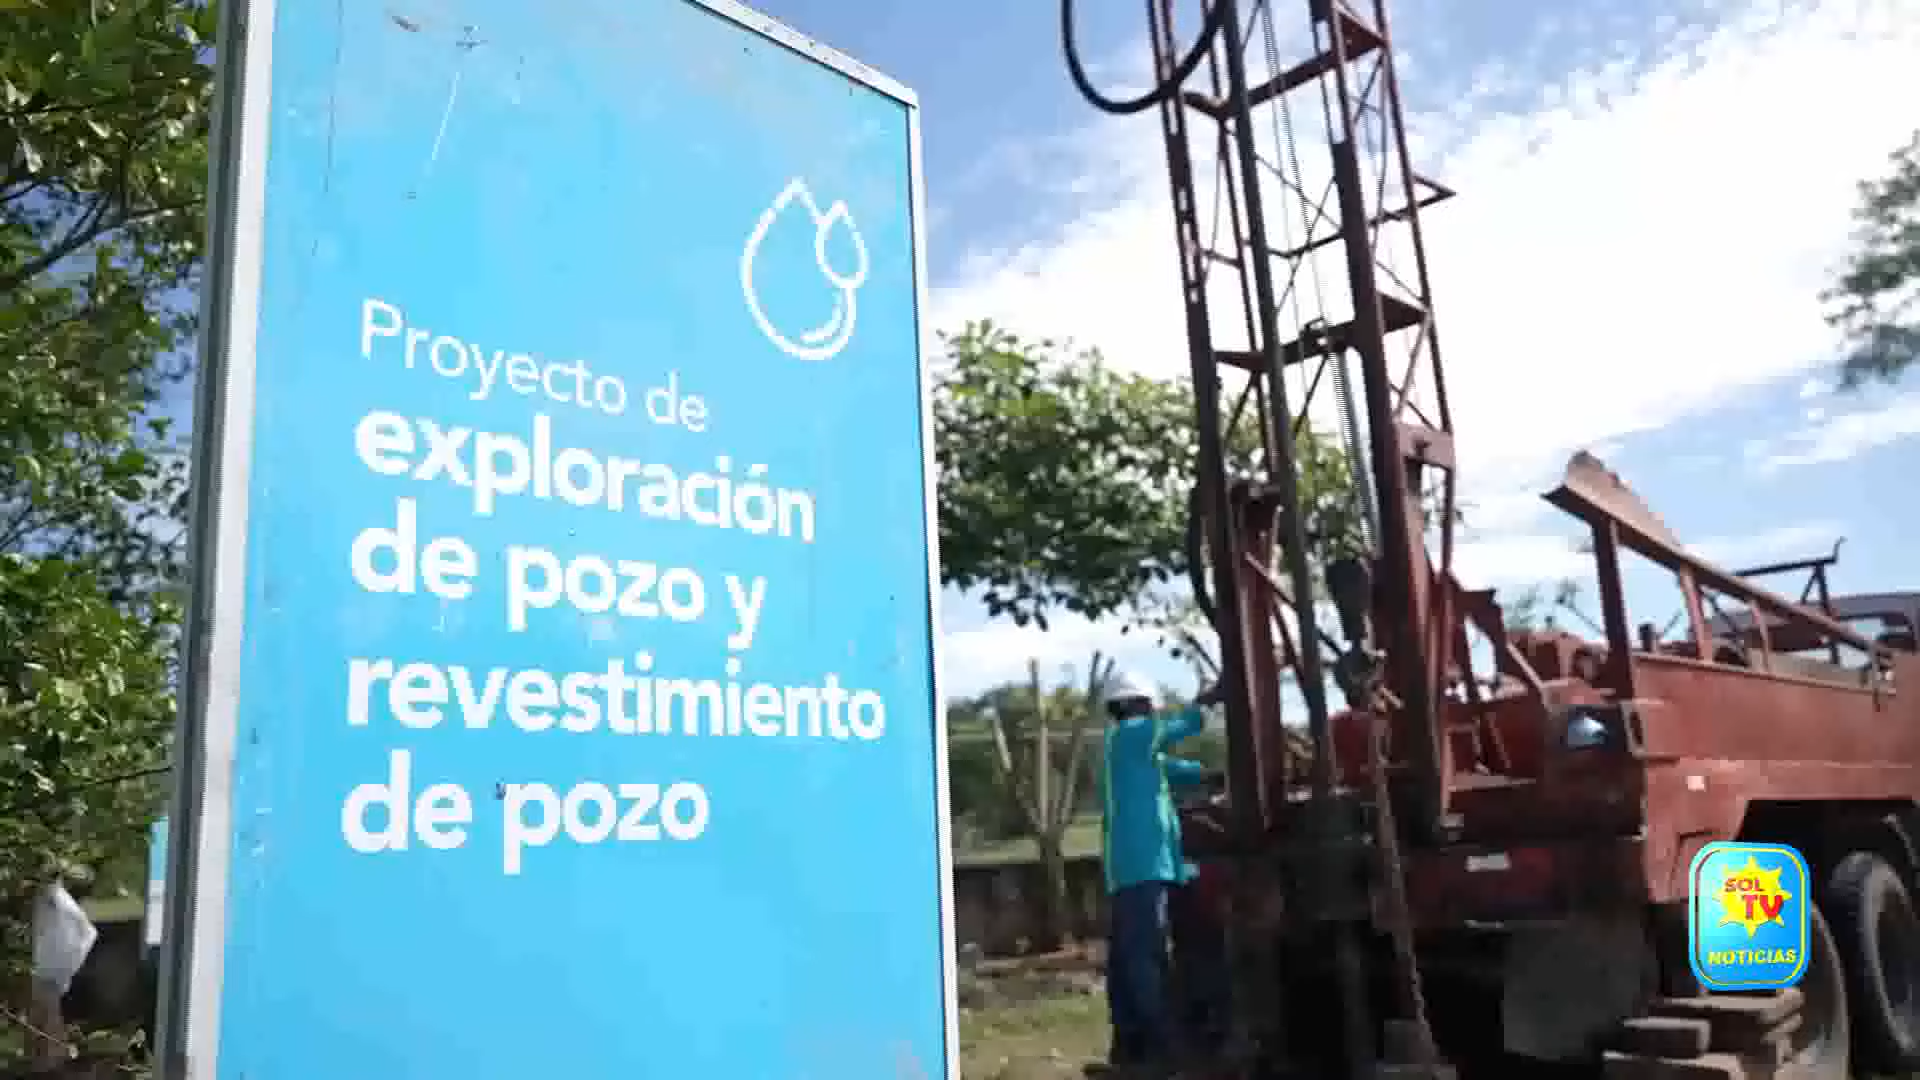 Proyecto de
exploración
de pozo y
revestimiento
de pozo
SOL
TV
NOTICIAS